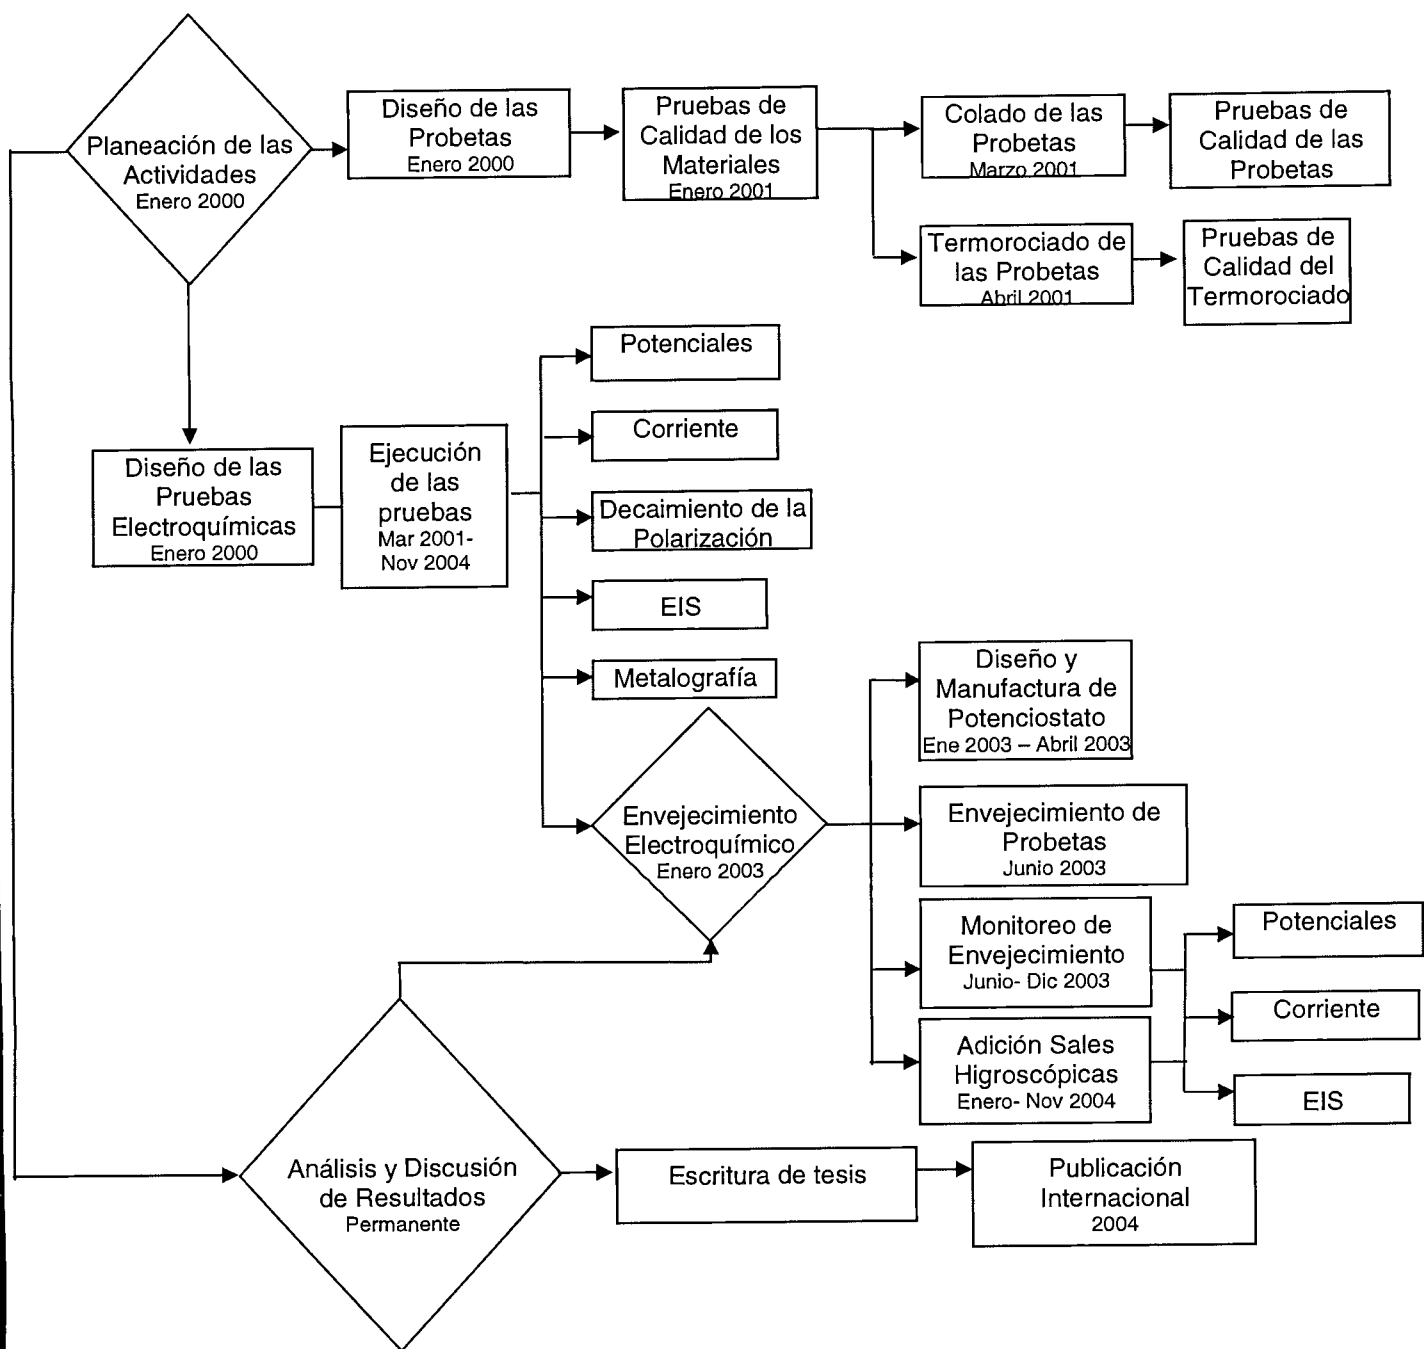 Planeación de las
Actividades
Enero 2000
Diseño de las
Probetas
Enero 2000
Pruebas de
Calidad de los
Materiales
Enero 2001
Colado de las
Probetas
Marzo 2001
Pruebas de
Calidad de las
Probetas
Termorociado de
las Probetas
Abril 2001
Pruebas de
Calidad del
Termorociado
Diseño de las
Pruebas
Electroquímicas
Enero 2000
Ejecución
de las
pruebas
Mar 2001-
Nov 2004
Potenciales
Corriente
Decaimiento de la
Polarización
EIS
Metalografía
Envejecimiento
Electroquímico
Enero 2003
Diseño y
Manufactura de
Potenciostato
Ene 2003 – Abril 2003
Envejecimiento de
Probetas
Junio 2003
Monitoreo de
Envejecimiento
Junio- Dic 2003
Adición Sales
Higroscópicas
Enero- Nov 2004
Potenciales
Corriente
EIS
Análisis y Discusión
de Resultados
Permanente
Escritura de tesis
Publicación
Internacional
2004